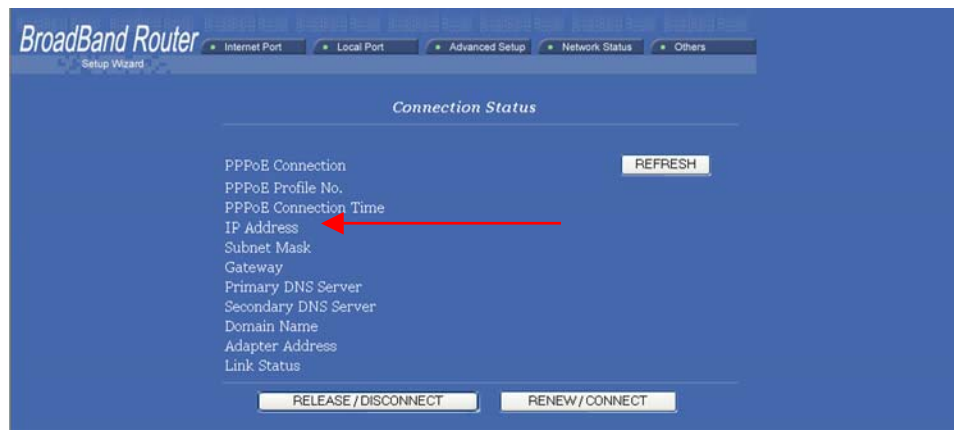 BroadBand Router
Setup Wizard
Internet Port Local Port Advanced Setup Network Status Others
Connection Status
PPPoE Connection REFRESH
PPPoE Profile No.
PPPoE Connection Time
IP Address
Subnet Mask
Gateway
Primary DNS Server
Secondary DNS Server
Domain Name
Adapter Address
Link Status
RELEASE/DISCONNECT RENEW/CONNECT